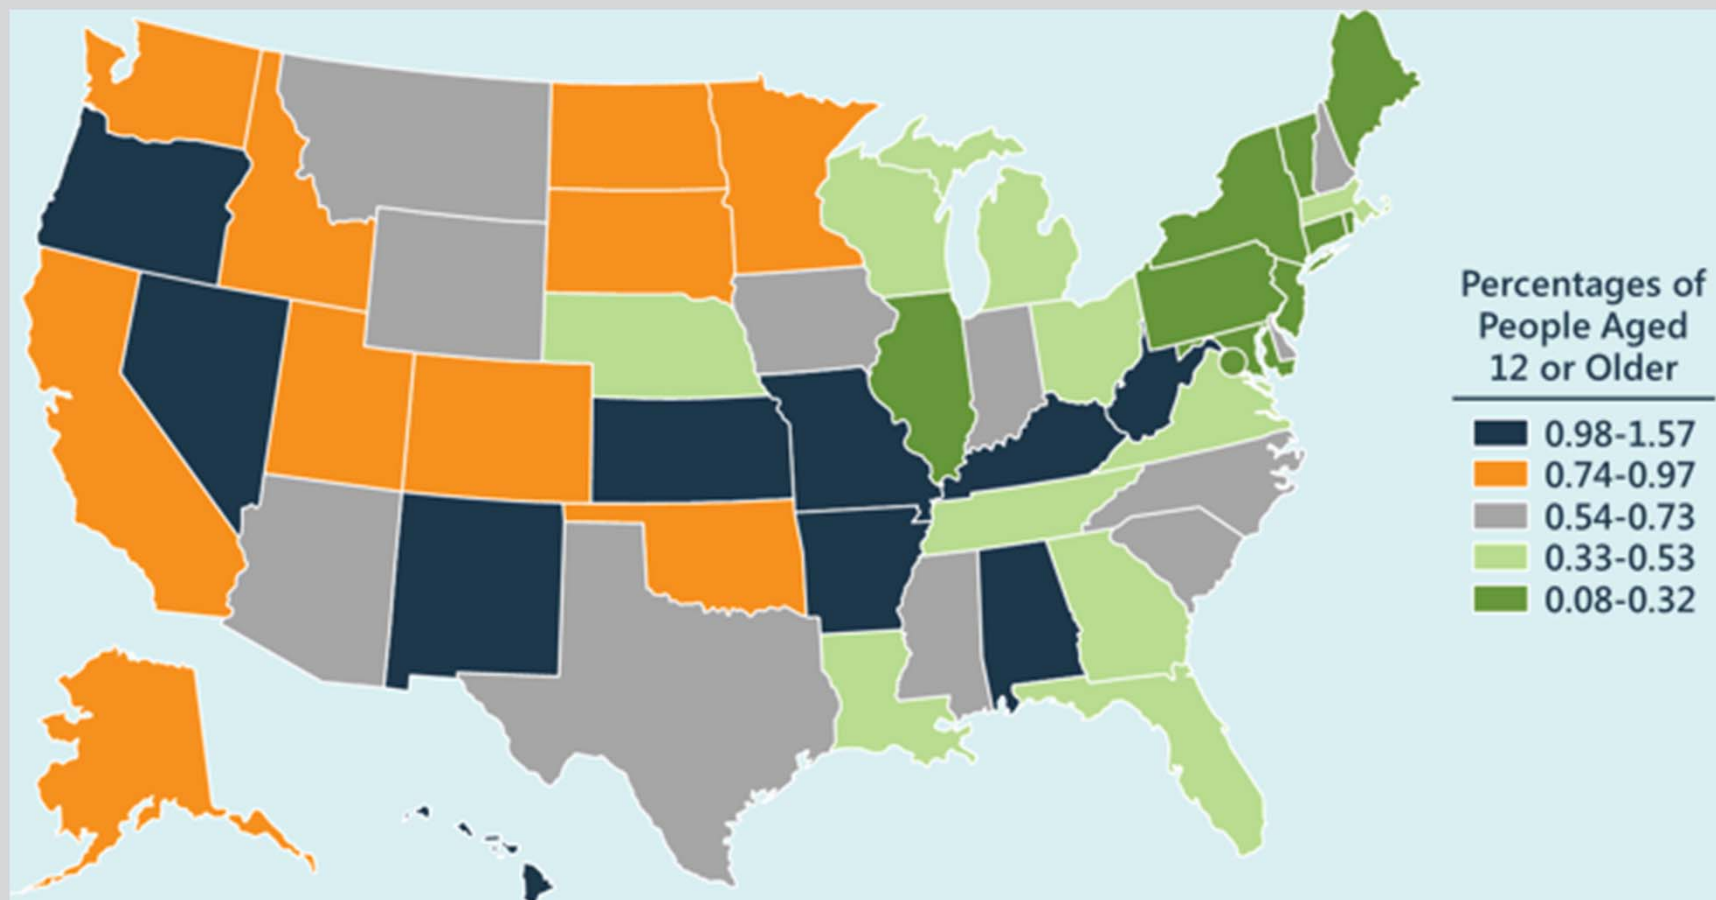 Percentages of
People Aged
12 or Older
0.98-1.57
0.74-0.97
0.54-0.73
0.33-0.53
0.08-0.32